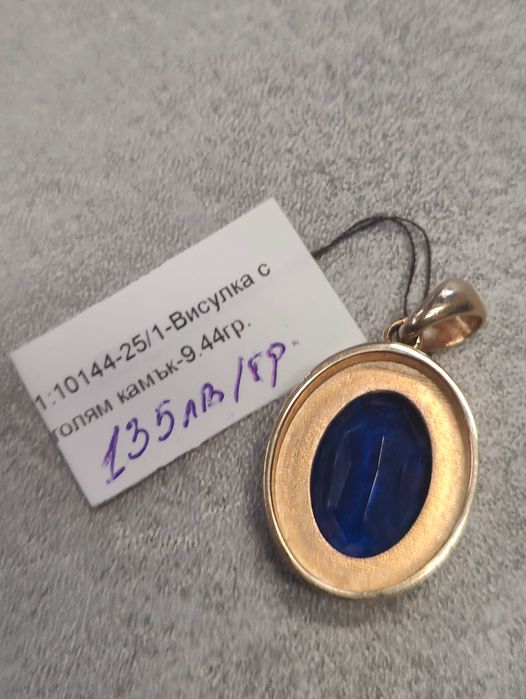 1:10144-25/1-Висулка с
голям камък-9.44гр.
135лв/гр.